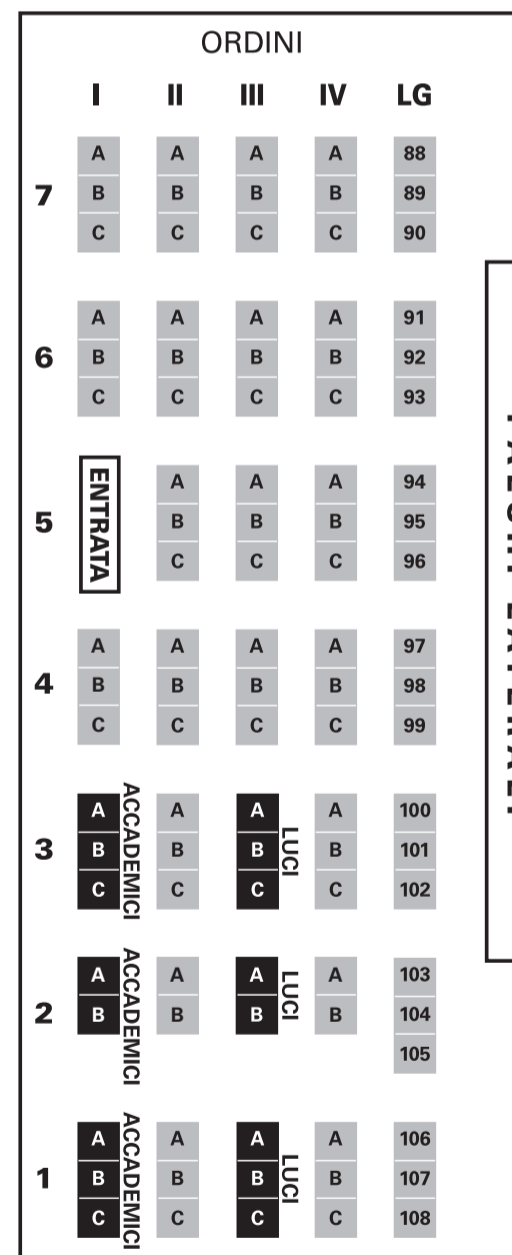 ORDINI
I II III IV LG
A A A A 88
7 B B B B 89
C C C C 90
A A A A 91
6 B B B B 92
C C C C 93
ENTRATA
A A A 94
5 B B B 95
C C C 96
A A A A 97
4 B B B B 98
C C C C 99
ACCADEMICI
LUCI
A A A A 100
3 B B B B 101
C C C C 102
ACCADEMICI
LUCI
A A A A 103
2 B B B B 104
105
ACCADEMICI
LUCI
A A A A 106
1 B B B B 107
C C C C 108